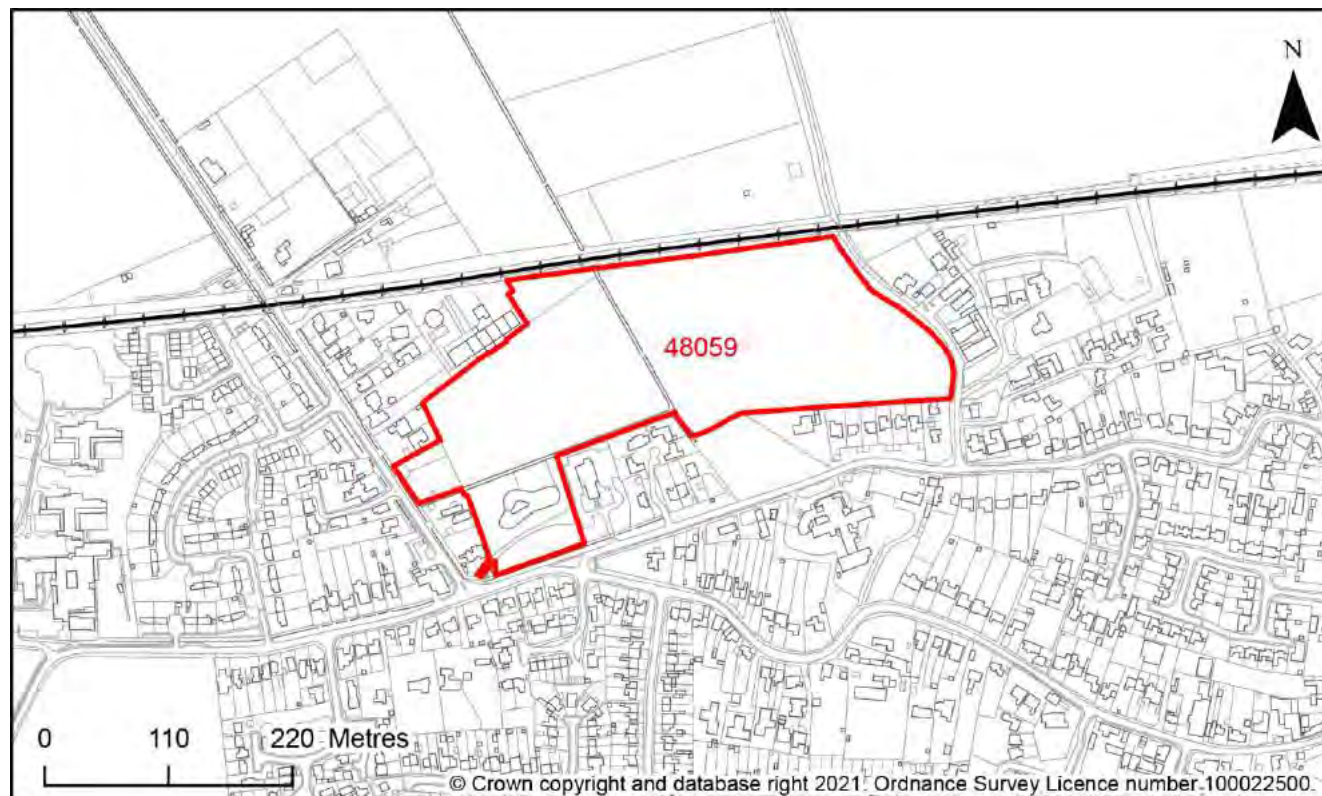 N
48059
0 110 220 Metres
© Crown copyright and database right 2021. Ordnance Survey Licence number 100022500.